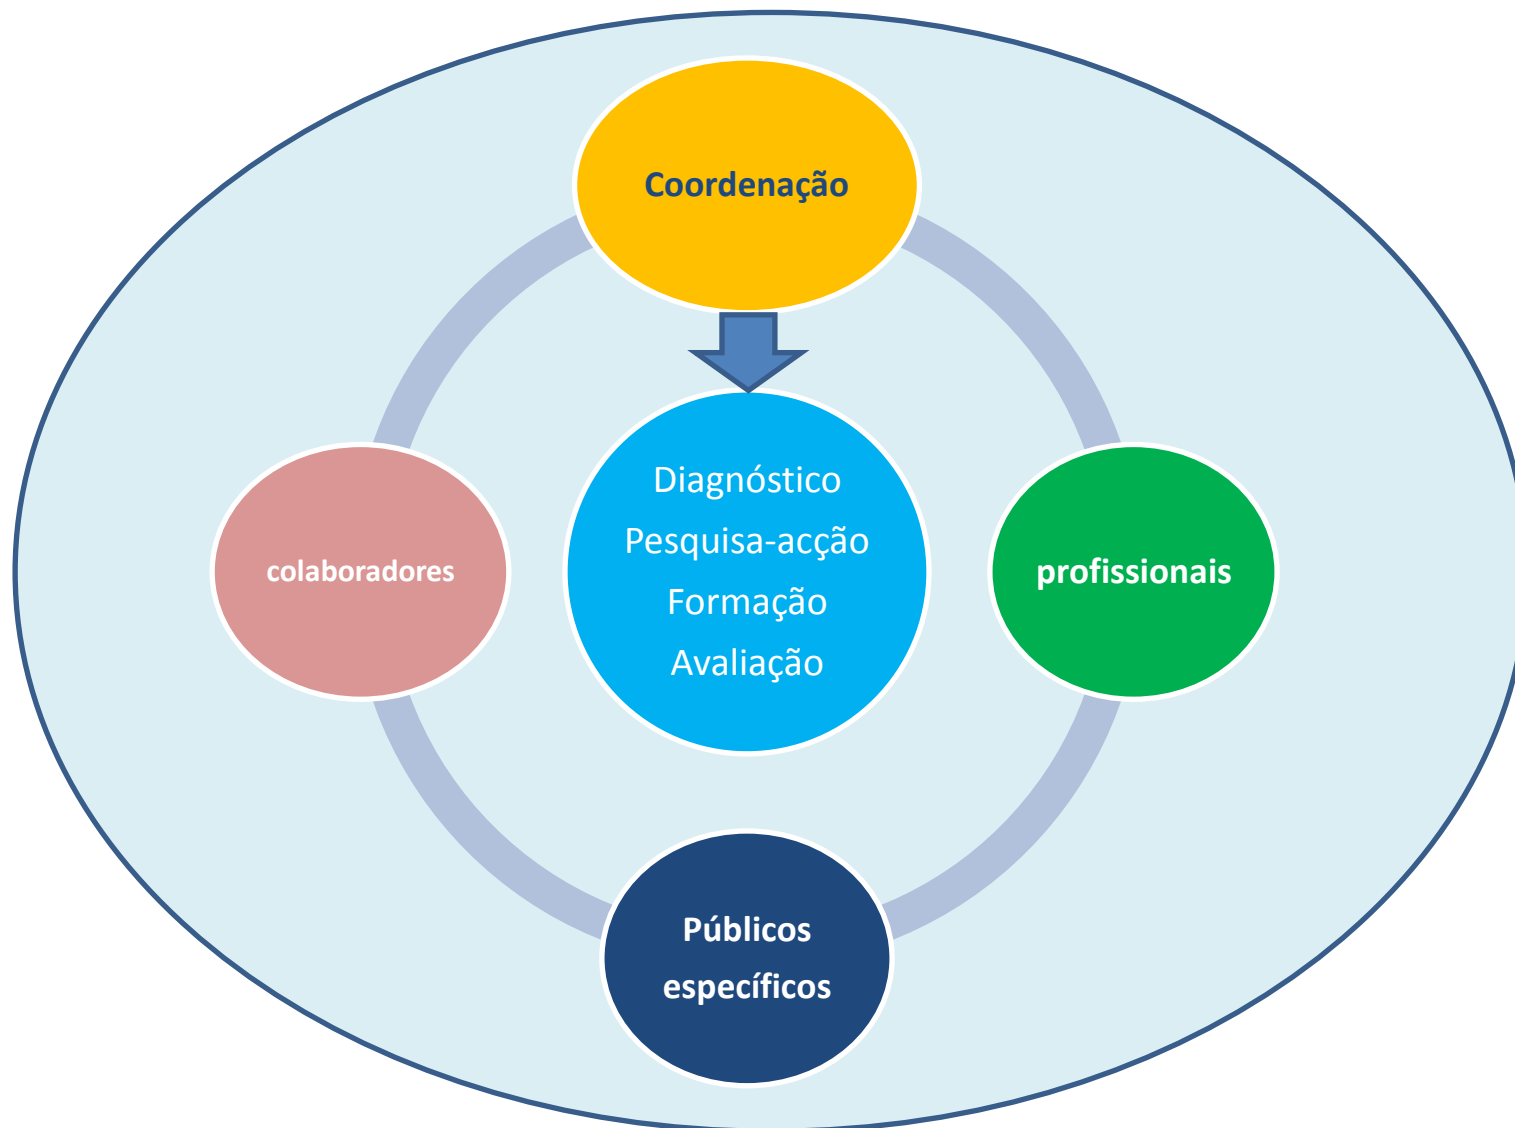 Coordenação
Diagnóstico
Pesquisa-acção
Formação
Avaliação
colaboradores
profissionais
Públicos
específicos